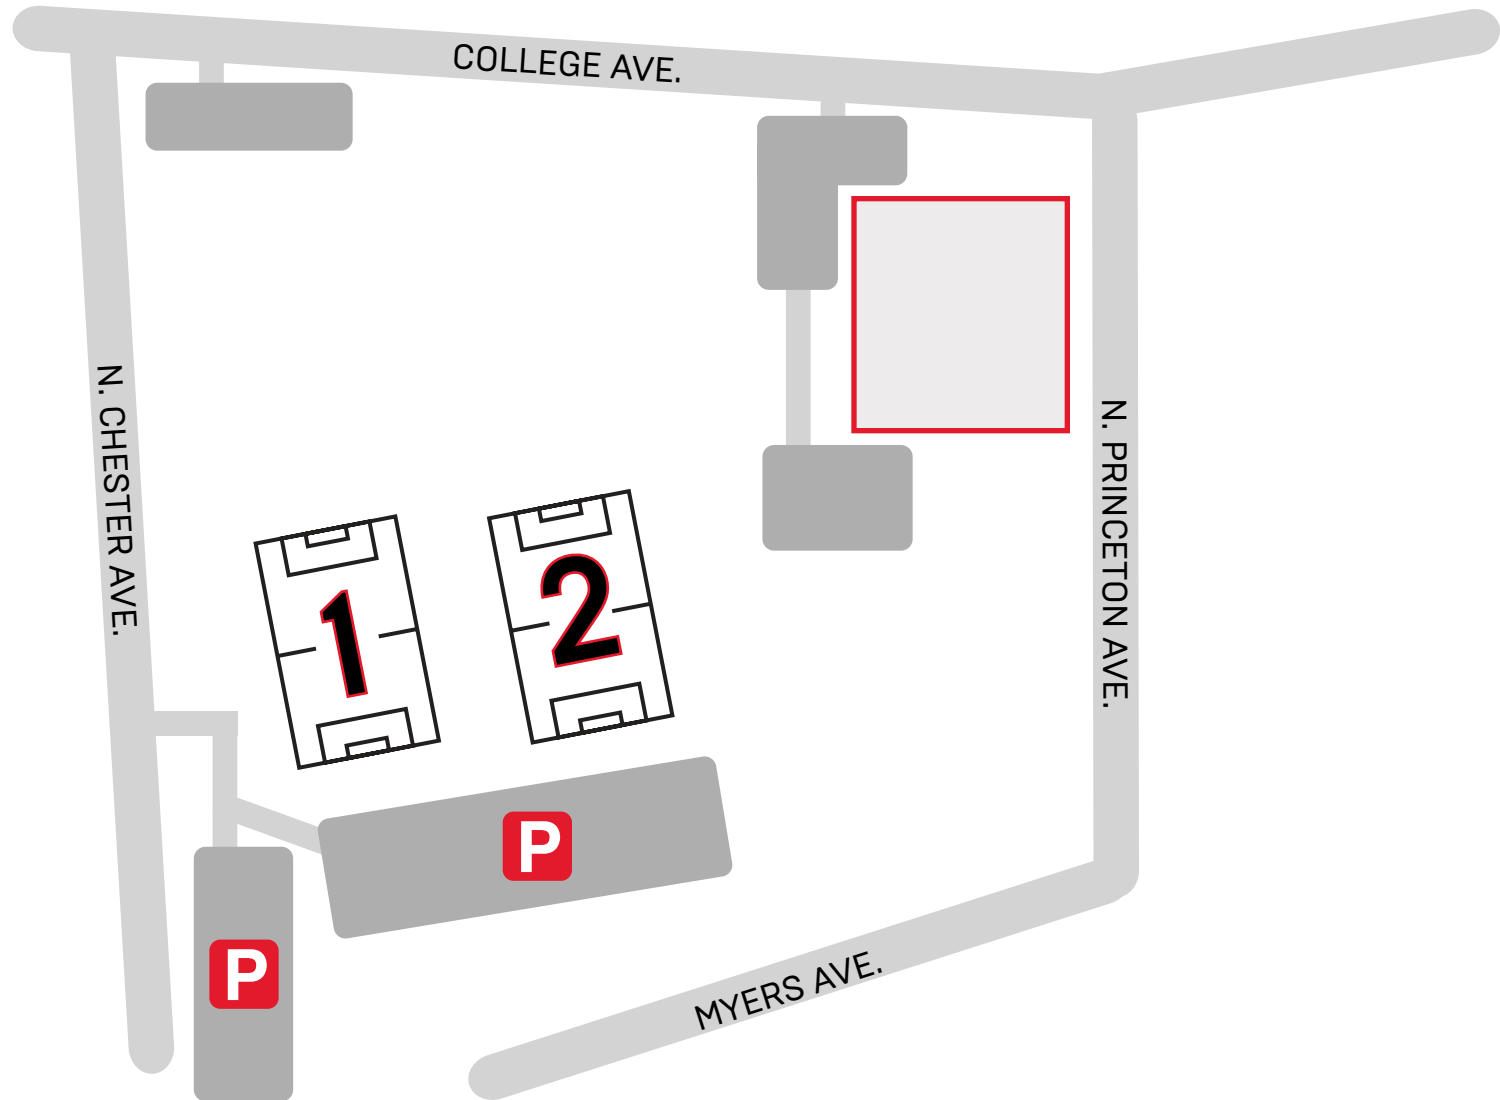 COLLEGE AVE.
N. CHESTER AVE.
N. PRINCETON AVE.
1
2
P
P
MYERS AVE.